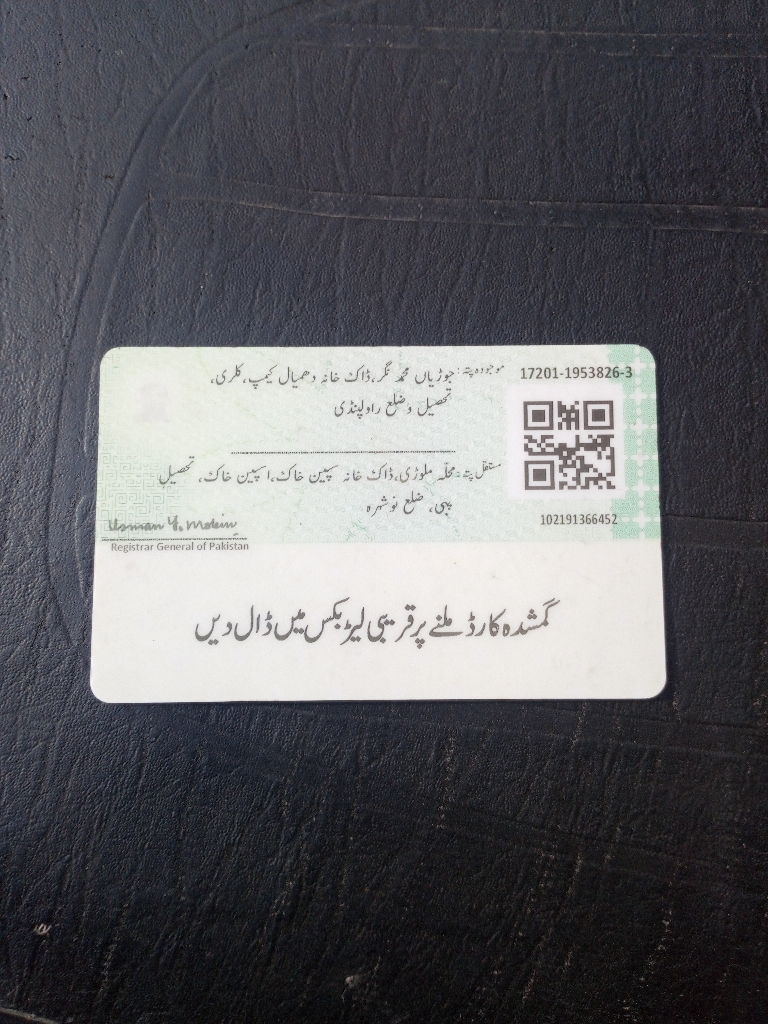 17201-1953826-3
موجودہ پتہ: جوڑیاں محمد نگر، ڈاک خانہ دھمیال کیمپ، کلری،
تحصیل و ضلع راولپنڈی
مستقل پتہ: محلہ ملوڑی، ڈاک خانہ سپین خاک، اسپین خاک، تحصیل
پبی، ضلع نوشہرہ
102191366452
Usman Y. Mobin
Registrar General of Pakistan
گمشدہ کارڈ ملنے پر قریبی لیٹر بکس میں ڈال دیں